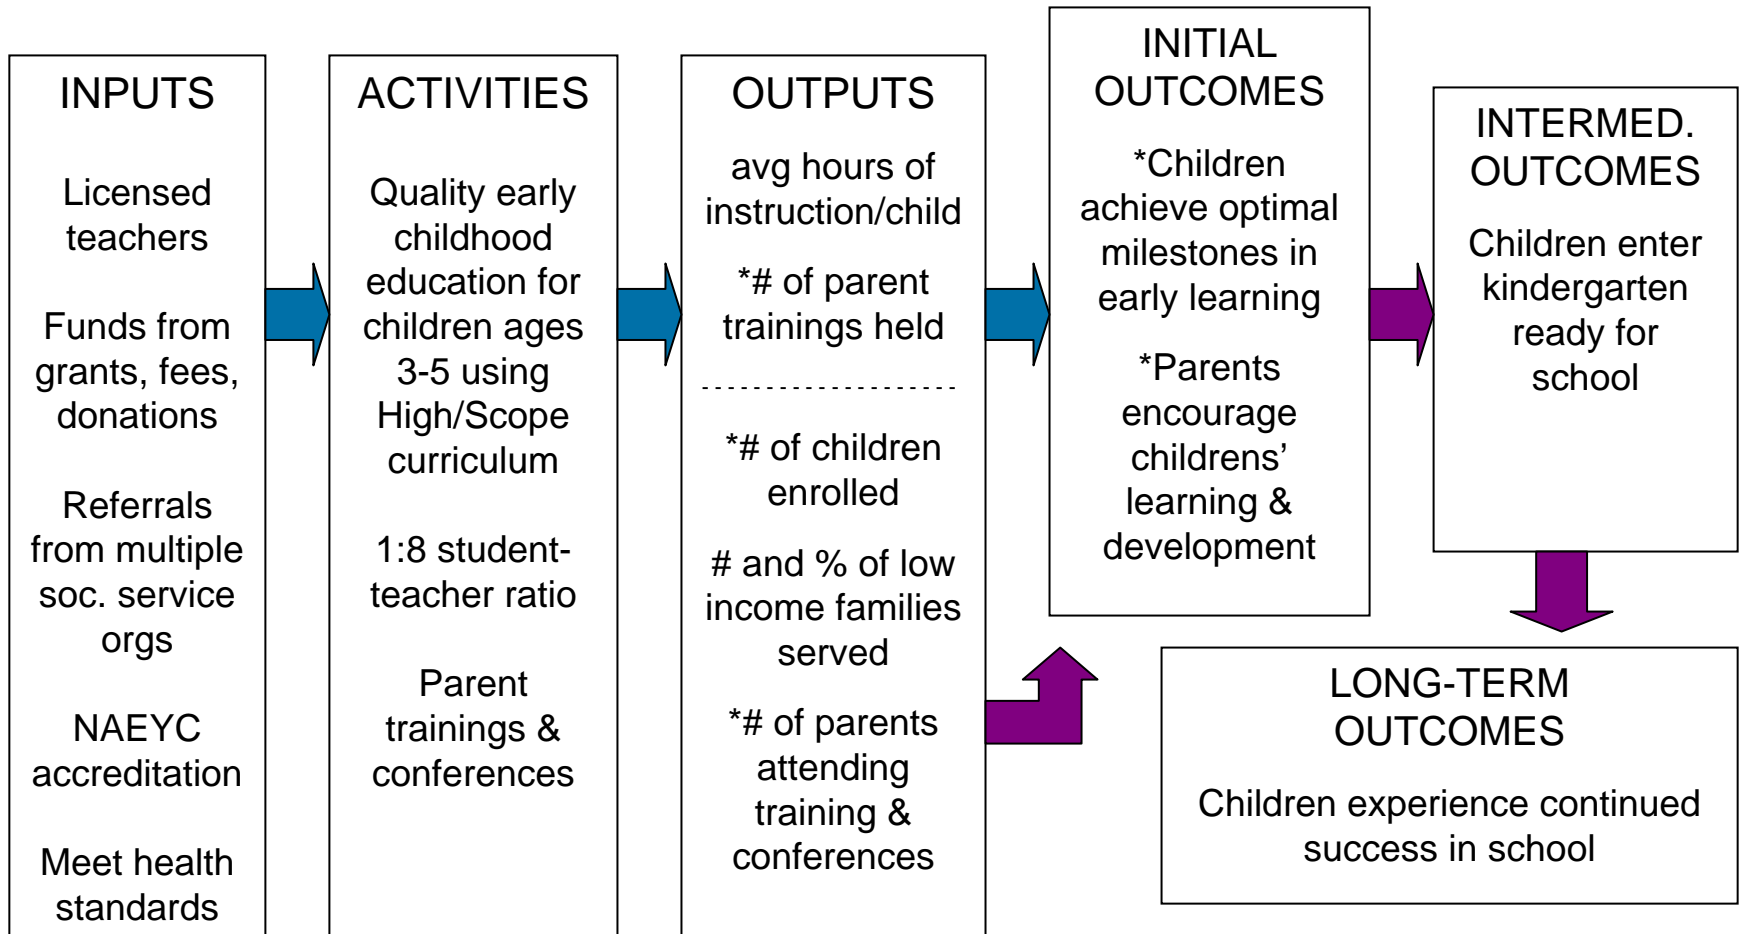 INPUTS
Licensed
teachers
Funds from
grants, fees,
donations
Referrals
from multiple
soc. service
orgs
NAEYC
accreditation
Meet health
standards
ACTIVITIES
Quality early
childhood
education for
children ages
3-5 using
High/Scope
curriculum
1:8 student-
teacher ratio
Parent
trainings &
conferences
OUTPUTS
avg hours of
instruction/child
*# of parent
trainings held
*# of children
enrolled
# and % of low
income families
served
*# of parents
attending
training &
conferences
INITIAL
OUTCOMES
*Children
achieve optimal
milestones in
early learning
*Parents
encourage
childrens’
learning &
development
INTERMED.
OUTCOMES
Children enter
kindergarten
ready for
school
LONG-TERM
OUTCOMES
Children experience continued
success in school